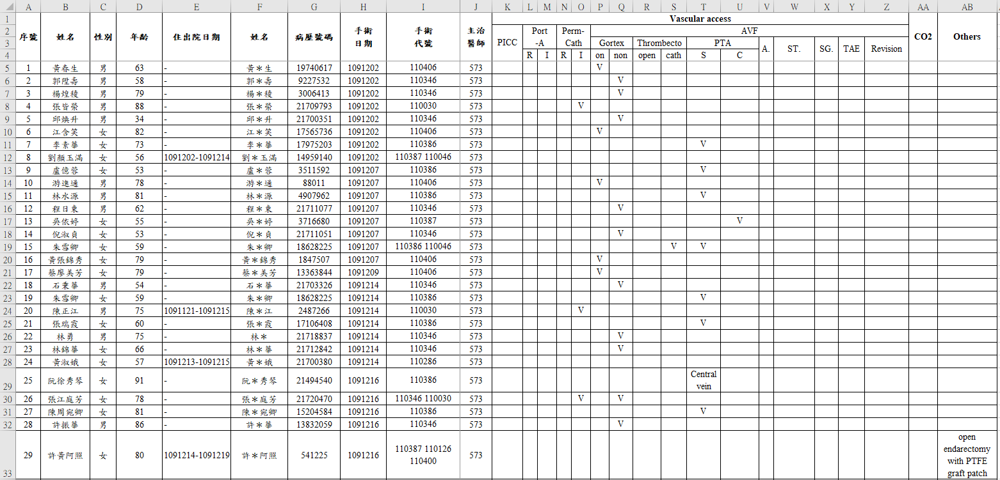 A B C D E F G H I J K L M N O P Q R S T U V W X Y Z AA AB
1 Vascular access
2 序號 姓名 性別 年齡 住出院日期 姓名 病歷號碼 手術 手術 主治 Port Perm- AVF
3 日期 代號 醫師 PICC -A Cath Gortex Thrombecto PTA A. ST. SG. TAE Revision CO2 Others
4 R I R I on non open cath S C
5 1 黃春生 男 63 - 黃＊生 19740617 1091202 110406 573 V
6 2 郭陞壽 男 58 - 郭＊壽 9227532 1091202 110346 573 V
7 3 楊煌稜 男 79 - 楊＊稜 3006413 1091202 110346 573 V
8 4 張皆榮 男 88 - 張＊榮 21709793 1091202 110030 573 V
9 5 邱煥升 男 34 - 邱＊升 21700351 1091202 110346 573 V
10 6 江含笑 女 82 - 江＊笑 17565736 1091202 110406 573 V
11 7 李素華 女 73 - 李＊華 17975203 1091202 110386 573 V
12 8 劉顏玉滿 女 56 1091202-1091214 劉＊玉滿 14959140 1091202 110387 110046 573
13 9 盧億蓉 女 53 - 盧＊蓉 3511592 1091207 110386 573 V
14 10 游進通 男 78 - 游＊通 88011 1091207 110406 573 V
15 11 林水源 男 81 - 林＊源 4907962 1091207 110386 573 V
16 12 程日東 男 62 - 程＊東 21711077 1091207 110346 573 V
17 13 吳依婷 女 55 - 吳＊婷 3716680 1091207 110387 573 V
18 14 倪淑貞 女 53 - 倪＊貞 21711051 1091207 110346 573 V
19 15 朱雪卿 女 59 - 朱＊卿 18628225 1091207 110386 110046 573 V V
20 16 黃張錦秀 女 79 - 黃＊錦秀 1847507 1091207 110406 573 V
21 17 蔡廖美芳 女 79 - 蔡＊美芳 13363844 1091209 110406 573 V
22 18 石秉華 男 54 - 石＊華 21703326 1091214 110346 573 V
23 19 朱雪卿 女 59 - 朱＊卿 18628225 1091214 110386 573 V
24 20 陳正江 男 75 1091121-1091215 陳＊江 2487266 1091214 110030 573 V
25 21 張瑞霞 女 60 - 張＊霞 17106408 1091214 110386 573 V
26 22 林勇 男 75 - 林＊ 21718837 1091214 110346 573 V
27 23 林錦華 女 66 - 林＊華 21712842 1091214 110346 573 V
28 24 黃淑娥 女 57 1091213-1091215 黃＊娥 21700380 1091214 110286 573
29 25 阮徐秀琴 女 91 - 阮＊秀琴 21494540 1091216 110386 573 Central
vein
30 26 張江庭芳 女 78 - 張＊庭芳 21720470 1091216 110346 110030 573 V V
31 27 陳周宛卿 女 81 - 陳＊宛卿 15204584 1091216 110386 573 V
32 28 許振華 男 86 - 許＊華 13832059 1091216 110346 573 V
33 29 許黃阿照 女 80 1091214-1091219 許＊阿照 541225 1091216 110387 110126
110400 573 open
endarectomy
with PTFE
graft patch